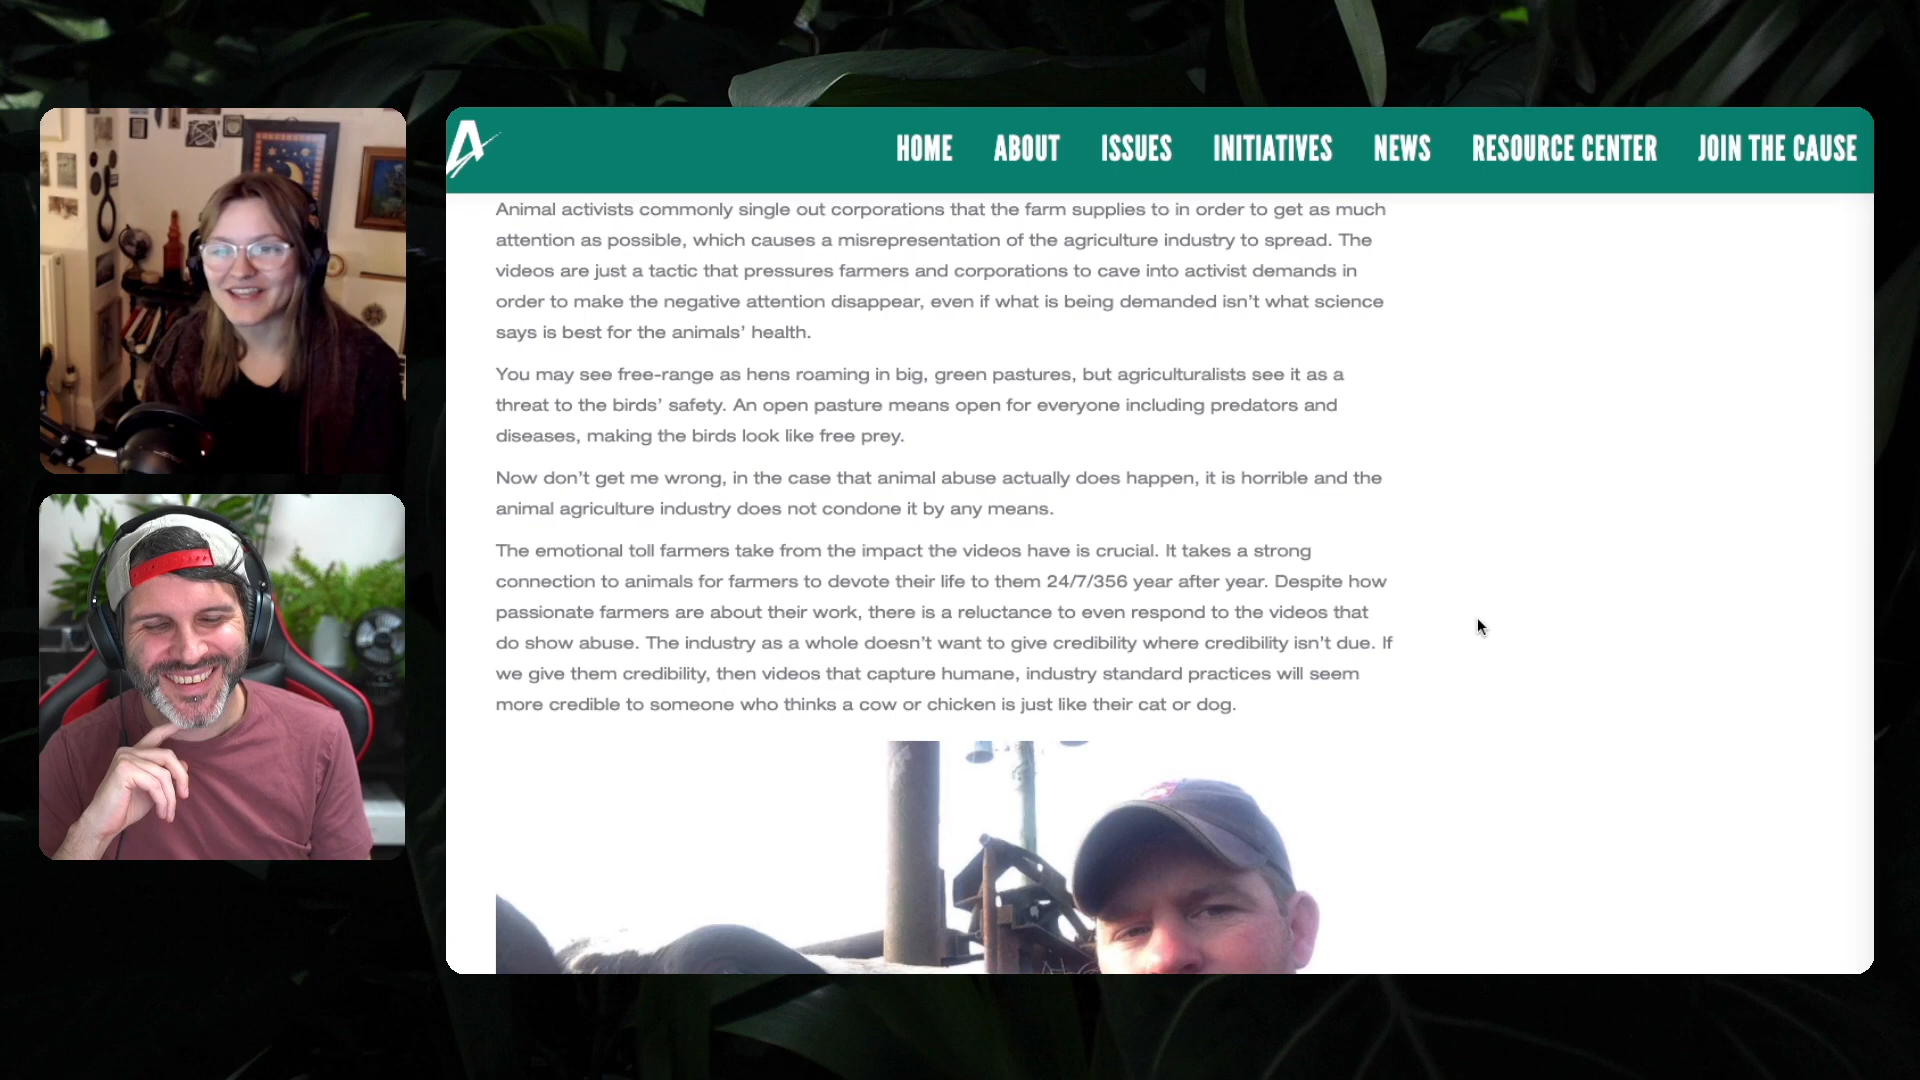 HOME ABOUT ISSUES INITIATIVES NEWS RESOURCE CENTER JOIN THE CAUSE
Animal activists commonly single out corporations that the farm supplies to in order to get as much
attention as possible, which causes a misrepresentation of the agriculture industry to spread. The
videos are just a tactic that pressures farmers and corporations to cave into activist demands in
order to make the negative attention disappear, even if what is being demanded isn’t what science
says is best for the animals’ health.
You may see free-range as hens roaming in big, green pastures, but agriculturalists see it as a
threat to the birds’ safety. An open pasture means open for everyone including predators and
diseases, making the birds look like free prey.
Now don’t get me wrong, in the case that animal abuse actually does happen, it is horrible and the
animal agriculture industry does not condone it by any means.
The emotional toll farmers take from the impact the videos have is crucial. It takes a strong
connection to animals for farmers to devote their life to them 24/7/356 year after year. Despite how
passionate farmers are about their work, there is a reluctance to even respond to the videos that
do show abuse. The industry as a whole doesn’t want to give credibility where credibility isn’t due. If
we give them credibility, then videos that capture humane, industry standard practices will seem
more credible to someone who thinks a cow or chicken is just like their cat or dog.